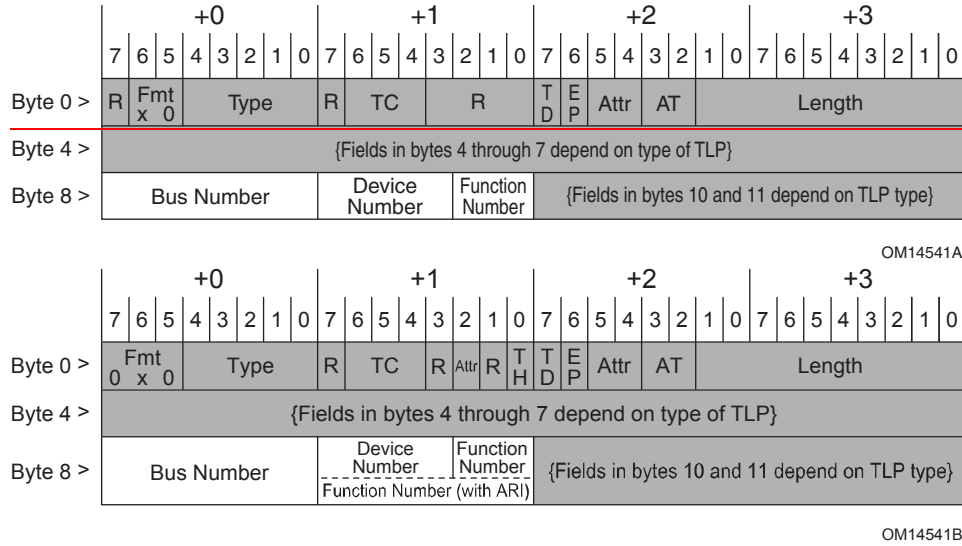 +0 +1 +2 +3
7 6 5 4 3 2 1 0 7 6 5 4 3 2 1 0 7 6 5 4 3 2 1 0 7 6 5 4 3 2 1 0
Byte 0 > R Fmt x 0 Type R TC R TD EP Attr AT Length
Byte 4 > {Fields in bytes 4 through 7 depend on type of TLP}
Byte 8 > Bus Number Device Number Function Number {Fields in bytes 10 and 11 depend on TLP type}
OM14541A
+0 +1 +2 +3
7 6 5 4 3 2 1 0 7 6 5 4 3 2 1 0 7 6 5 4 3 2 1 0 7 6 5 4 3 2 1 0
Byte 0 > Fmt 0 x 0 Type R TC R Attr R TH TD EP Attr AT Length
Byte 4 > {Fields in bytes 4 through 7 depend on type of TLP}
Byte 8 > Bus Number Device Number Function Number {Fields in bytes 10 and 11 depend on TLP type}
Function Number (with ARI)
OM14541B